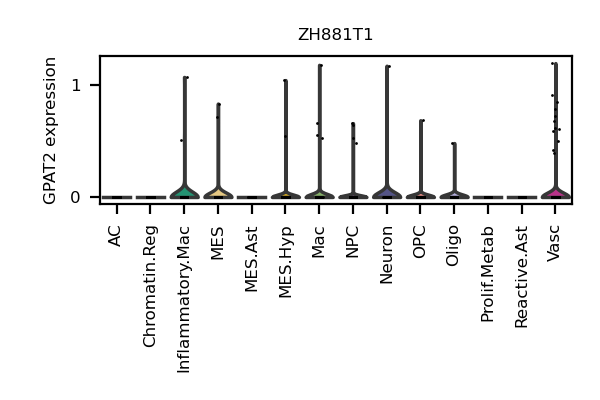 ZH881T1
GPAT2 expression
1
0
AC
Chromatin.Reg
Inflammatory.Mac
MES
MES.Ast
MES.Hyp
Mac
NPC
Neuron
OPC
Oligo
Prolif.Metab
Reactive.Ast
Vasc